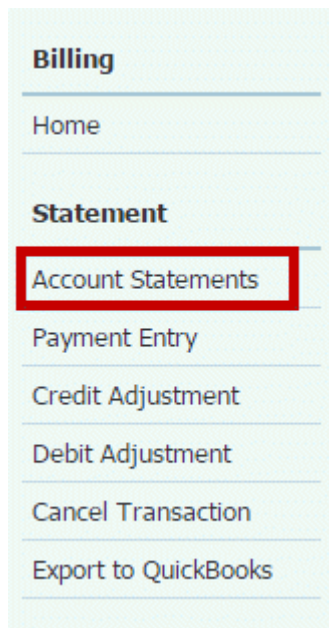 Billing
Home
Statement
Account Statements
Payment Entry
Credit Adjustment
Debit Adjustment
Cancel Transaction
Export to QuickBooks